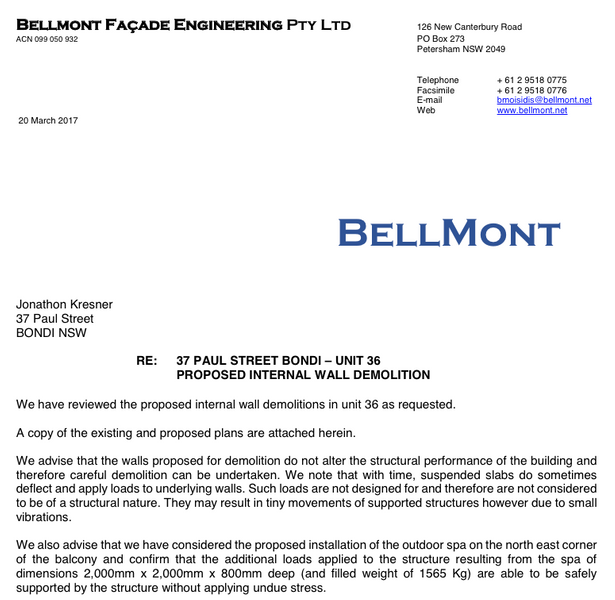 BELLMONT FAÇADE ENGINEERING PTY LTD
ACN 099 050 932
126 New Canterbury Road
PO Box 273
Petersham NSW 2049
Telephone + 61 2 9518 0775
Facsimile + 61 2 9518 0776
E-mail bmoisidis@bellmont.net
Web www.bellmont.net
20 March 2017
BELLMONT
Jonathon Kresner
37 Paul Street
BONDI NSW
RE: 37 PAUL STREET BONDI – UNIT 36
PROPOSED INTERNAL WALL DEMOLITION
We have reviewed the proposed internal wall demolitions in unit 36 as requested.
A copy of the existing and proposed plans are attached herein.
We advise that the walls proposed for demolition do not alter the structural performance of the building and
therefore careful demolition can be undertaken. We note that with time, suspended slabs do sometimes
deflect and apply loads to underlying walls. Such loads are not designed for and therefore are not considered
to be of a structural nature. They may result in tiny movements of supported structures however due to small
vibrations.
We also advise that we have considered the proposed installation of the outdoor spa on the north east corner
of the balcony and confirm that the additional loads applied to the structure resulting from the spa of
dimensions 2,000mm x 2,000mm x 800mm deep (and filled weight of 1565 Kg) are able to be safely
supported by the structure without applying undue stress.